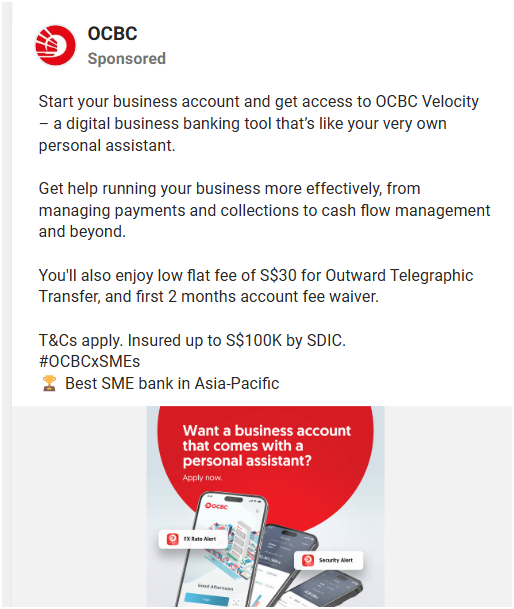 OCBC
Sponsored
Start your business account and get access to OCBC Velocity
– a digital business banking tool that's like your very own
personal assistant.
Get help running your business more effectively, from
managing payments and collections to cash flow management
and beyond.
You'll also enjoy low flat fee of S$30 for Outward Telegraphic
Transfer, and first 2 months account fee waiver.
T&Cs apply. Insured up to S$100K by SDIC.
#OCBCxSMEs
🏆 Best SME bank in Asia-Pacific
Want a business account
that comes with a
personal assistant?
Apply now.
OCBC
FX Rate Alert
Security Alert
Good Afternoon